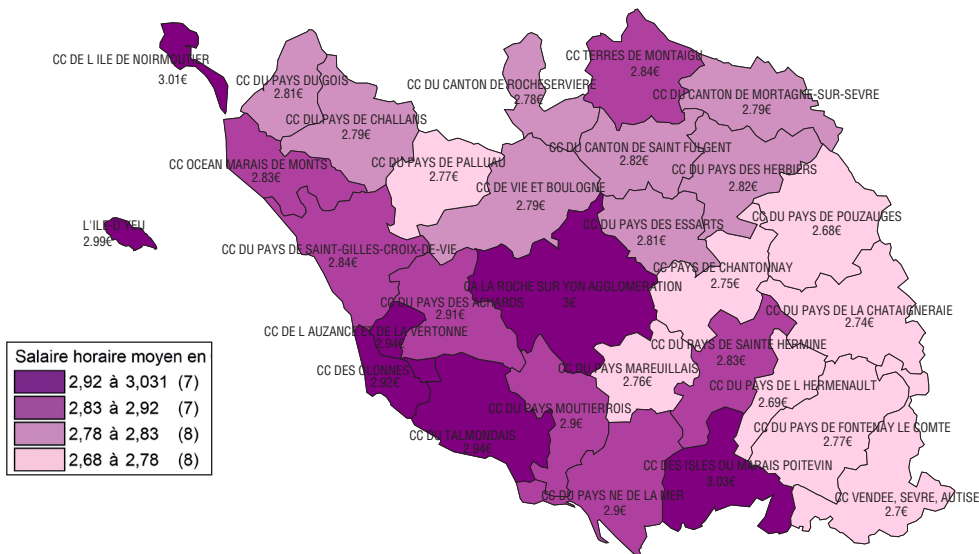 CC DE L ILE DE NOIRMOUTIER
3.01€
CC DU PAYS DU GOIS
2.81€
CC DU CANTON DE ROCHESERVIERE
2.78€
CC TERRES DE MONTAIGU
2.84€
CC DU CANTON DE MORTAGNE-SUR-SEVRE
2.79€
CC DU PAYS DE CHALLANS
2.79€
CC DU CANTON DE SAINT FULGENT
2.82€
CC OCEAN MARAIS DE MONTS
2.83€
CC DU PAYS DE PALLUAU
2.77€
CC DU PAYS DES HERBIERS
2.82€
CC DE VIE ET BOULOGNE
2.79€
L'ILE-D'YEU
2.99€
CC DU PAYS DES ESSARTS
2.81€
CC DU PAYS DE POUZAUGES
2.68€
CC DU PAYS DE SAINT-GILLES-CROIX-DE-VIE
2.84€
CC PAYS DE CHANTONNAY
2.75€
CA LA ROCHE SUR YON AGGLOMERATION
3€
CC DU PAYS DES ACHARDS
2.91€
CC DU PAYS DE LA CHATAIGNERAIE
2.74€
CC DE L AUZANCE ET DE LA VERTONNE
2.94€
CC DU PAYS DE SAINTE HERMINE
2.83€
CC DES OLONNES
2.92€
CC DU PAYS MAREUILLAIS
2.76€
CC DU PAYS DE L HERMENAULT
2.69€
CC DU PAYS MOUTIERROIS
2.9€
CC DU PAYS DE FONTENAY LE COMTE
2.77€
CC DU TALMONDAIS
2.94€
CC DES ISLES DU MARAIS POITEVIN
3.03€
CC DU PAYS NE DE LA MER
2.9€
CC VENDEE, SEVRE, AUTISE
2.7€
Salaire horaire moyen en
2,92 à 3,031 (7)
2,83 à 2,92 (7)
2,78 à 2,83 (8)
2,68 à 2,78 (8)